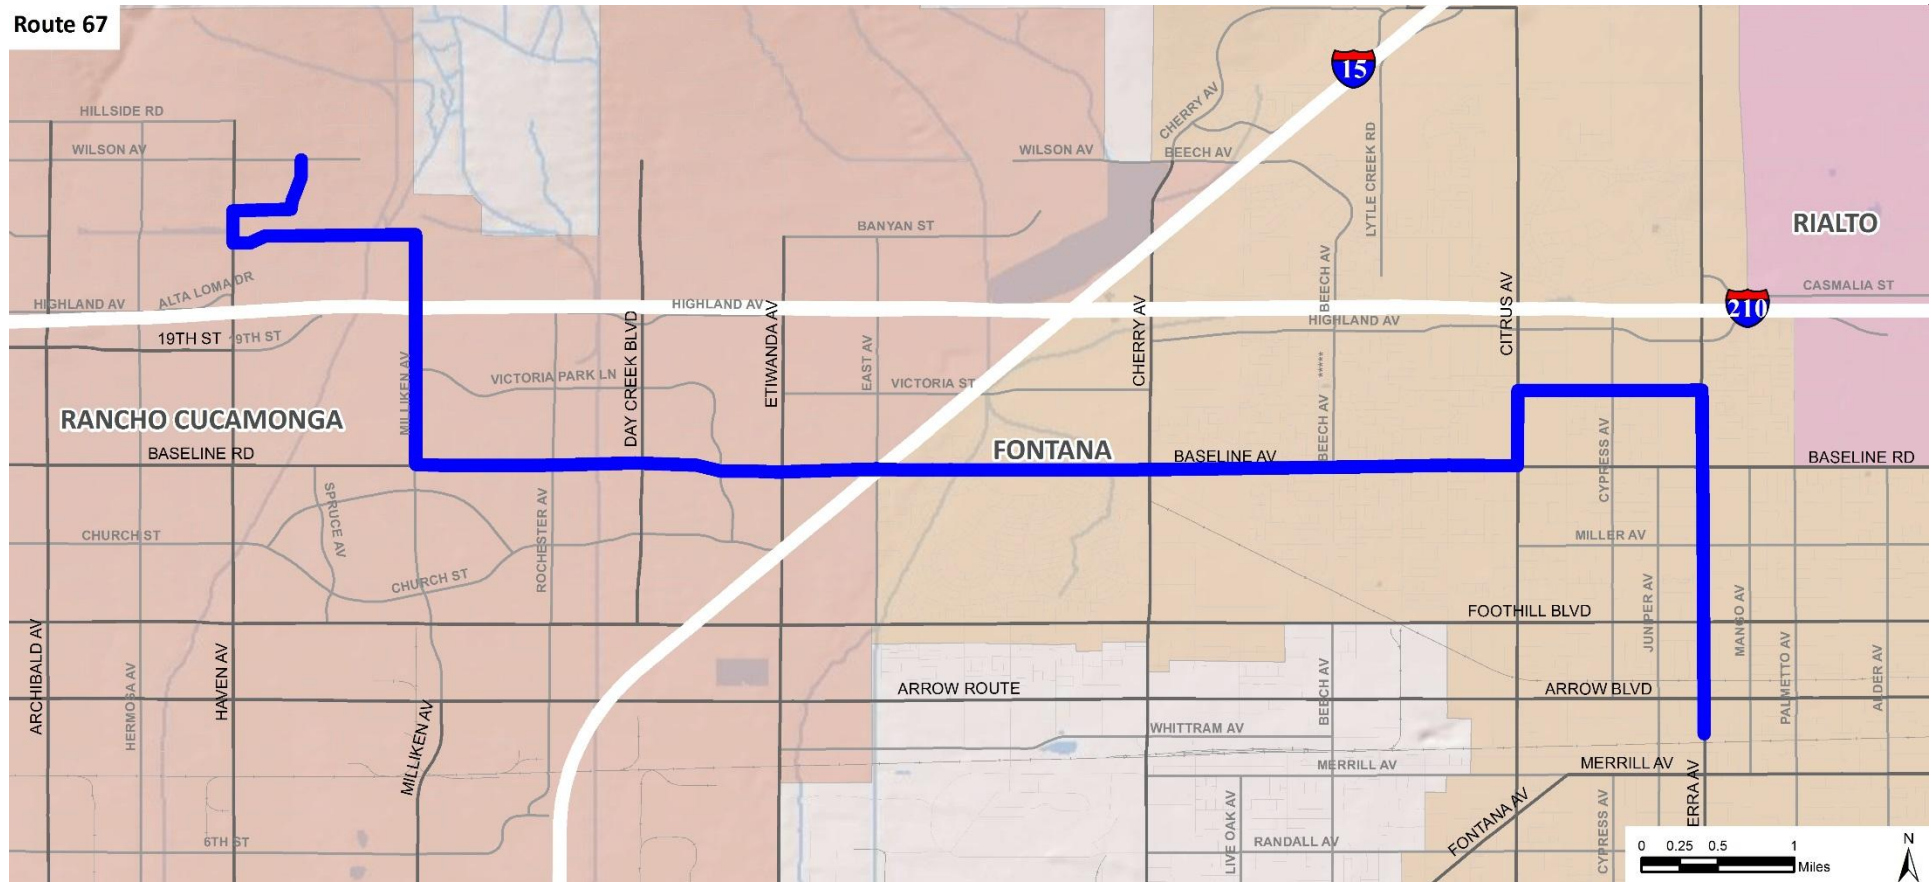 Route 67
15
HILLSIDE RD
WILSON AV
WILSON AV
CHERRY AV
BEECH AV
LYTLE CREEK RD
BANYAN ST
RIALTO
ALTA LOMA DR
HIGHLAND AV
HIGHLAND AV
ETIWANDA AV
CHERRY AV
BEECH AV
HIGHLAND AV
CITRUS AV
CASMALIA ST
210
19TH ST
19TH ST
MILLIKEN AV
VICTORIA PARK LN
DAY CREEK BLVD
EAST AV
VICTORIA ST
*****
BEECH AV
RANCHO CUCAMONGA
BASELINE RD
FONTANA
BASELINE AV
CYPRESS AV
BASELINE RD
SPRUCE AV
ROCHESTER AV
CHURCH ST
CHURCH ST
MILLER AV
JUNIPER AV
MANGO AV
FOOTHILL BLVD
ARCHIBALD AV
HERMOSA AV
HAVEN AV
MILLIKEN AV
ARROW ROUTE
BEECH AV
ARROW BLVD
PALMETTO AV
ALDER AV
WHITTRAM AV
MERRILL AV
MERRILL AV
6TH ST
LIVE OAK AV
RANDALL AV
FONTANA AV
CYPRESS AV
ERRA AV
0 0.25 0.5 1
Miles
N